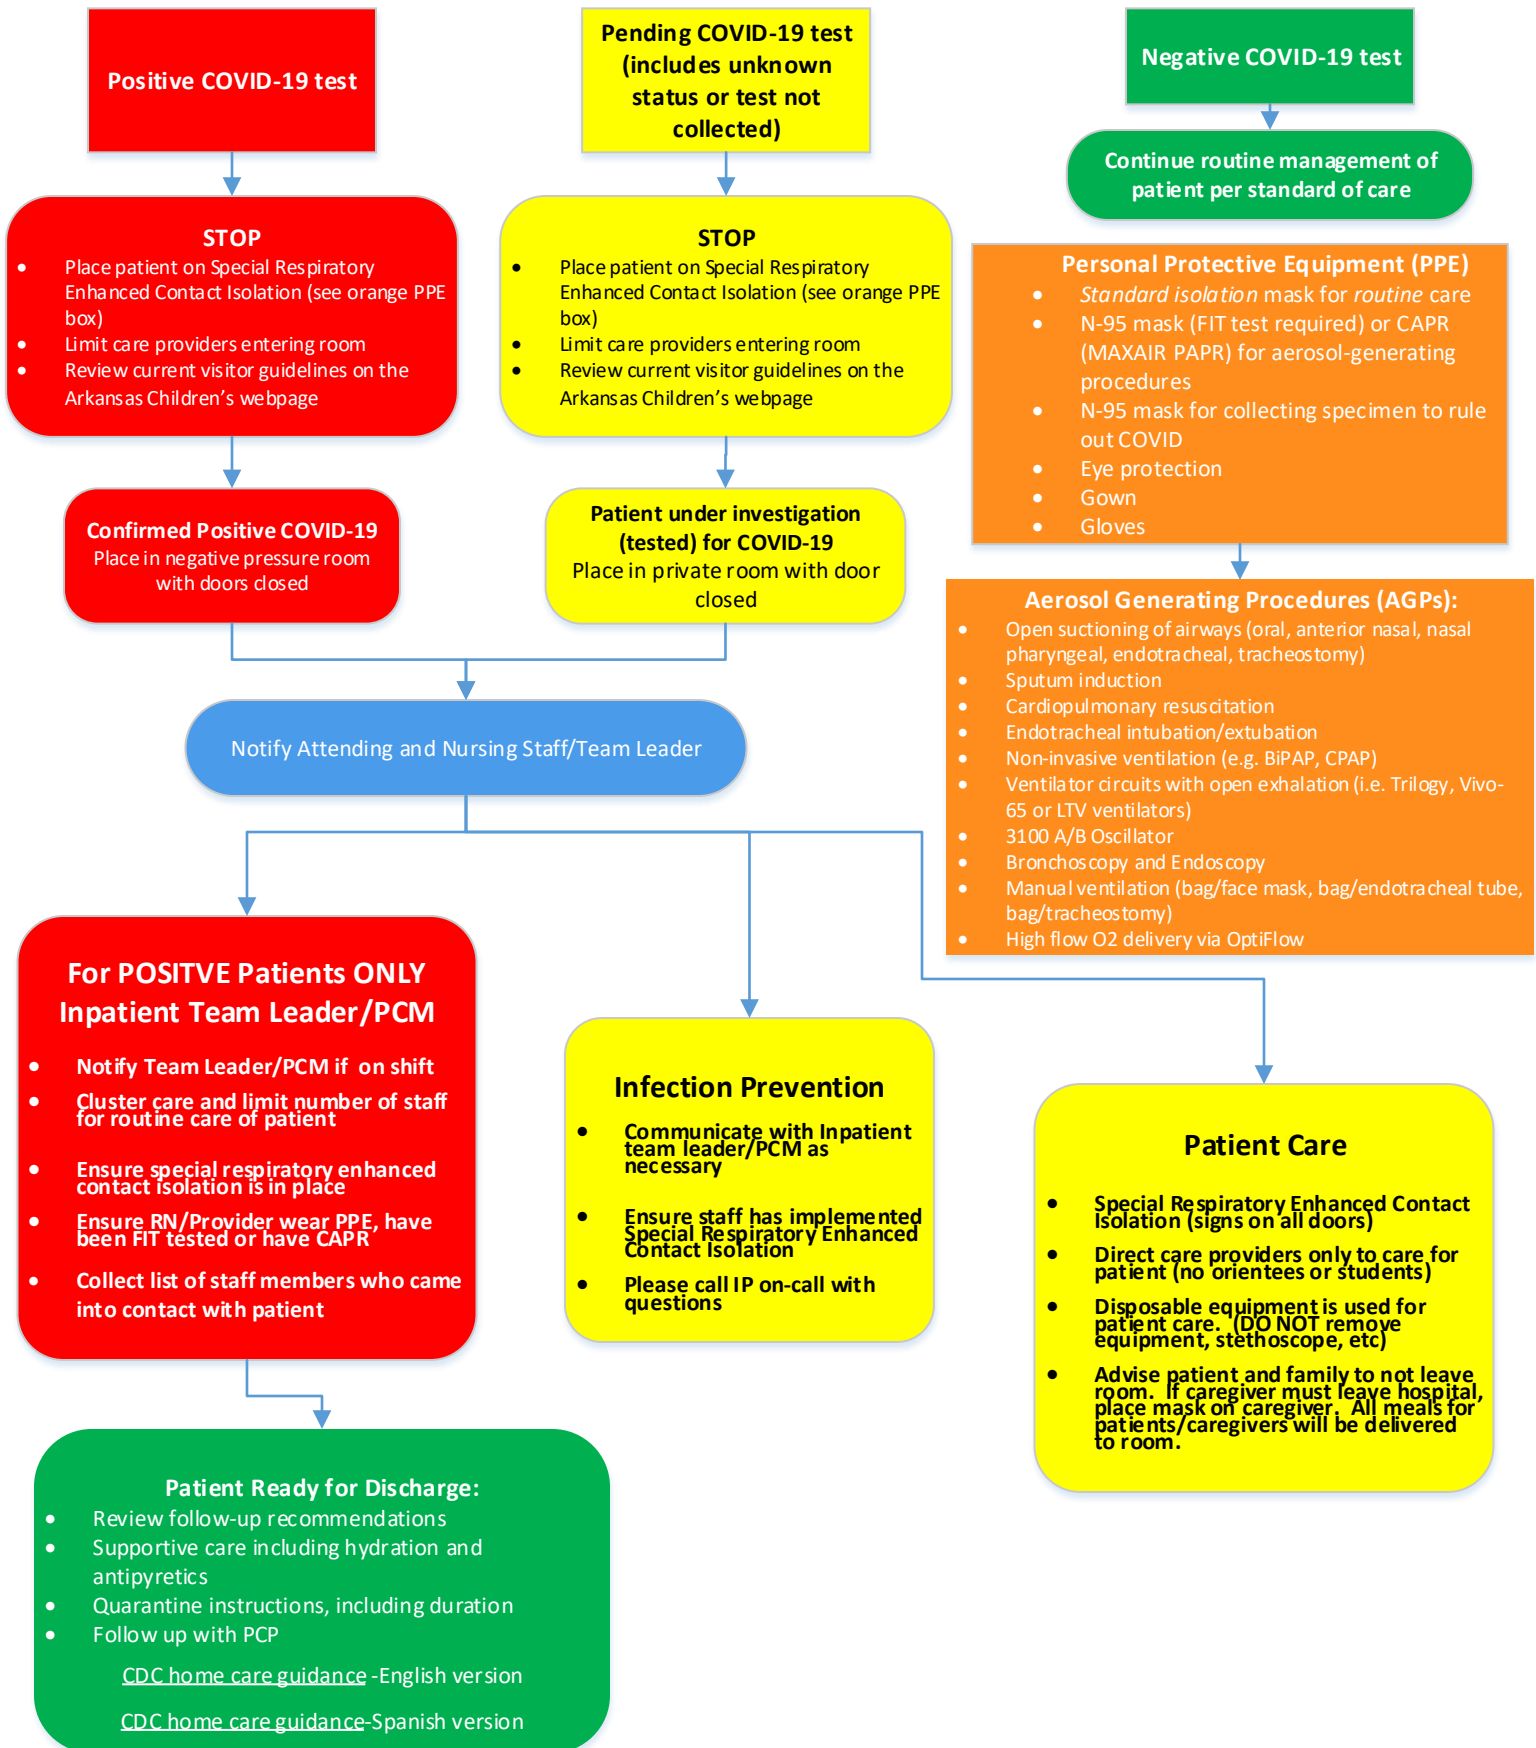 Positive COVID-19 test
Pending COVID-19 test
(includes unknown
status or test not
collected)
Negative COVID-19 test
Continue routine management of
patient per standard of care
STOP
• Place patient on Special Respiratory
Enhanced Contact Isolation (see orange PPE
box)
• Limit care providers entering room
• Review current visitor guidelines on the
Arkansas Children’s webpage
STOP
• Place patient on Special Respiratory
Enhanced Contact Isolation (see orange PPE
box)
• Limit care providers entering room
• Review current visitor guidelines on the
Arkansas Children’s webpage
Personal Protective Equipment (PPE)
• Standard isolation mask for routine care
• N-95 mask (FIT test required) or CAPR
(MAXAIR PAPR) for aerosol-generating
procedures
• N-95 mask for collecting specimen to rule
out COVID
• Eye protection
• Gown
• Gloves
Confirmed Positive COVID-19
Place in negative pressure room
with doors closed
Patient under investigation
(tested) for COVID-19
Place in private room with door
closed
Aerosol Generating Procedures (AGPs):
• Open suctioning of airways (oral, anterior nasal, nasal
pharyngeal, endotracheal, tracheostomy)
• Sputum induction
• Cardiopulmonary resuscitation
• Endotracheal intubation/extubation
• Non-invasive ventilation (e.g. BiPAP, CPAP)
• Ventilator circuits with open exhalation (i.e. Trilogy, Vivo-
65 or LTV ventilators)
• 3100 A/B Oscillator
• Bronchoscopy and Endoscopy
• Manual ventilation (bag/face mask, bag/endotracheal tube,
bag/tracheostomy)
• High flow O2 delivery via OptiFlow
Notify Attending and Nursing Staff/Team Leader
For POSITVE Patients ONLY
Inpatient Team Leader/PCM
• Notify Team Leader/PCM if on shift
• Cluster care and limit number of staff
for routine care of patient
• Ensure special respiratory enhanced
contact isolation is in place
• Ensure RN/Provider wear PPE, have
been FIT tested or have CAPR
• Collect list of staff members who came
into contact with patient
Infection Prevention
• Communicate with Inpatient
team leader/PCM as
necessary
• Ensure staff has implemented
Special Respiratory Enhanced
Contact Isolation
• Please call IP on-call with
questions
Patient Care
• Special Respiratory Enhanced Contact
Isolation (signs on all doors)
• Direct care providers only to care for
patient (no orientees or students)
• Disposable equipment is used for
patient care. (DO NOT remove
equipment, stethoscope, etc)
• Advise patient and family to not leave
room. If caregiver must leave hospital,
place mask on caregiver. All meals for
patients/caregivers will be delivered
to room.
Patient Ready for Discharge:
• Review follow-up recommendations
• Supportive care including hydration and
antipyretics
• Quarantine instructions, including duration
• Follow up with PCP
CDC home care guidance -English version
CDC home care guidance-Spanish version